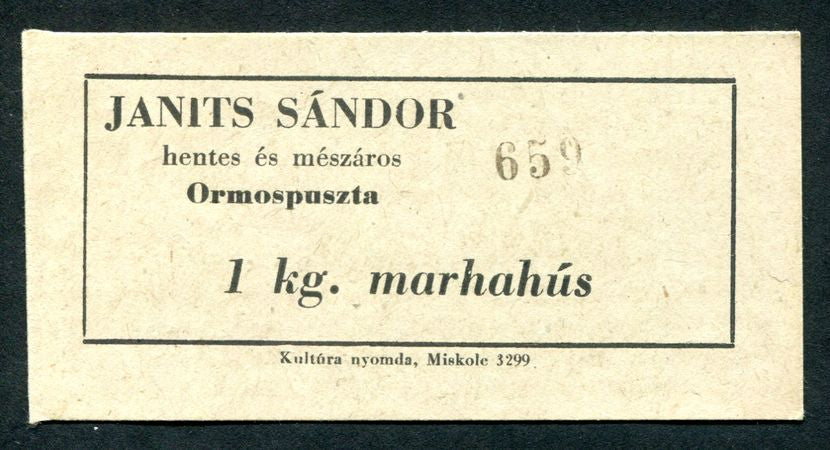 JANITS SÁNDOR
hentes és mészáros
Ormospuszta
659
1 kg. marhahús
Kultúra nyomda, Miskolc 3299